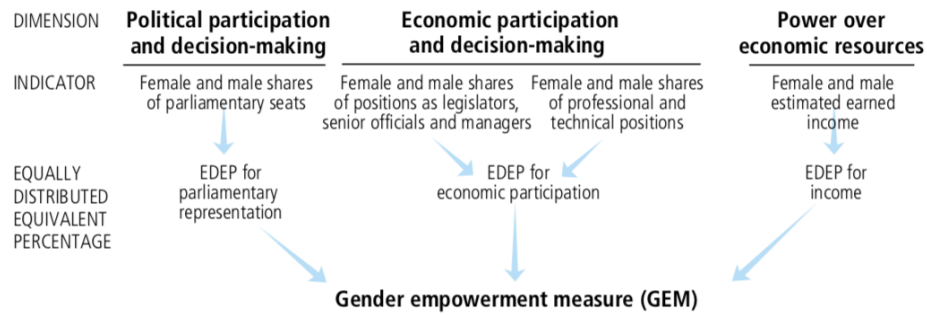 DIMENSION
Political participation
and decision-making
Economic participation
and decision-making
Power over
economic resources
INDICATOR
Female and male shares
of parliamentary seats
Female and male shares
of positions as legislators,
senior officials and managers
Female and male shares
of professional and
technical positions
Female and male
estimated earned
income
EQUALLY
DISTRIBUTED
EQUIVALENT
PERCENTAGE
EDEP for
parliamentary
representation
EDEP for
economic participation
EDEP for
income
Gender empowerment measure (GEM)